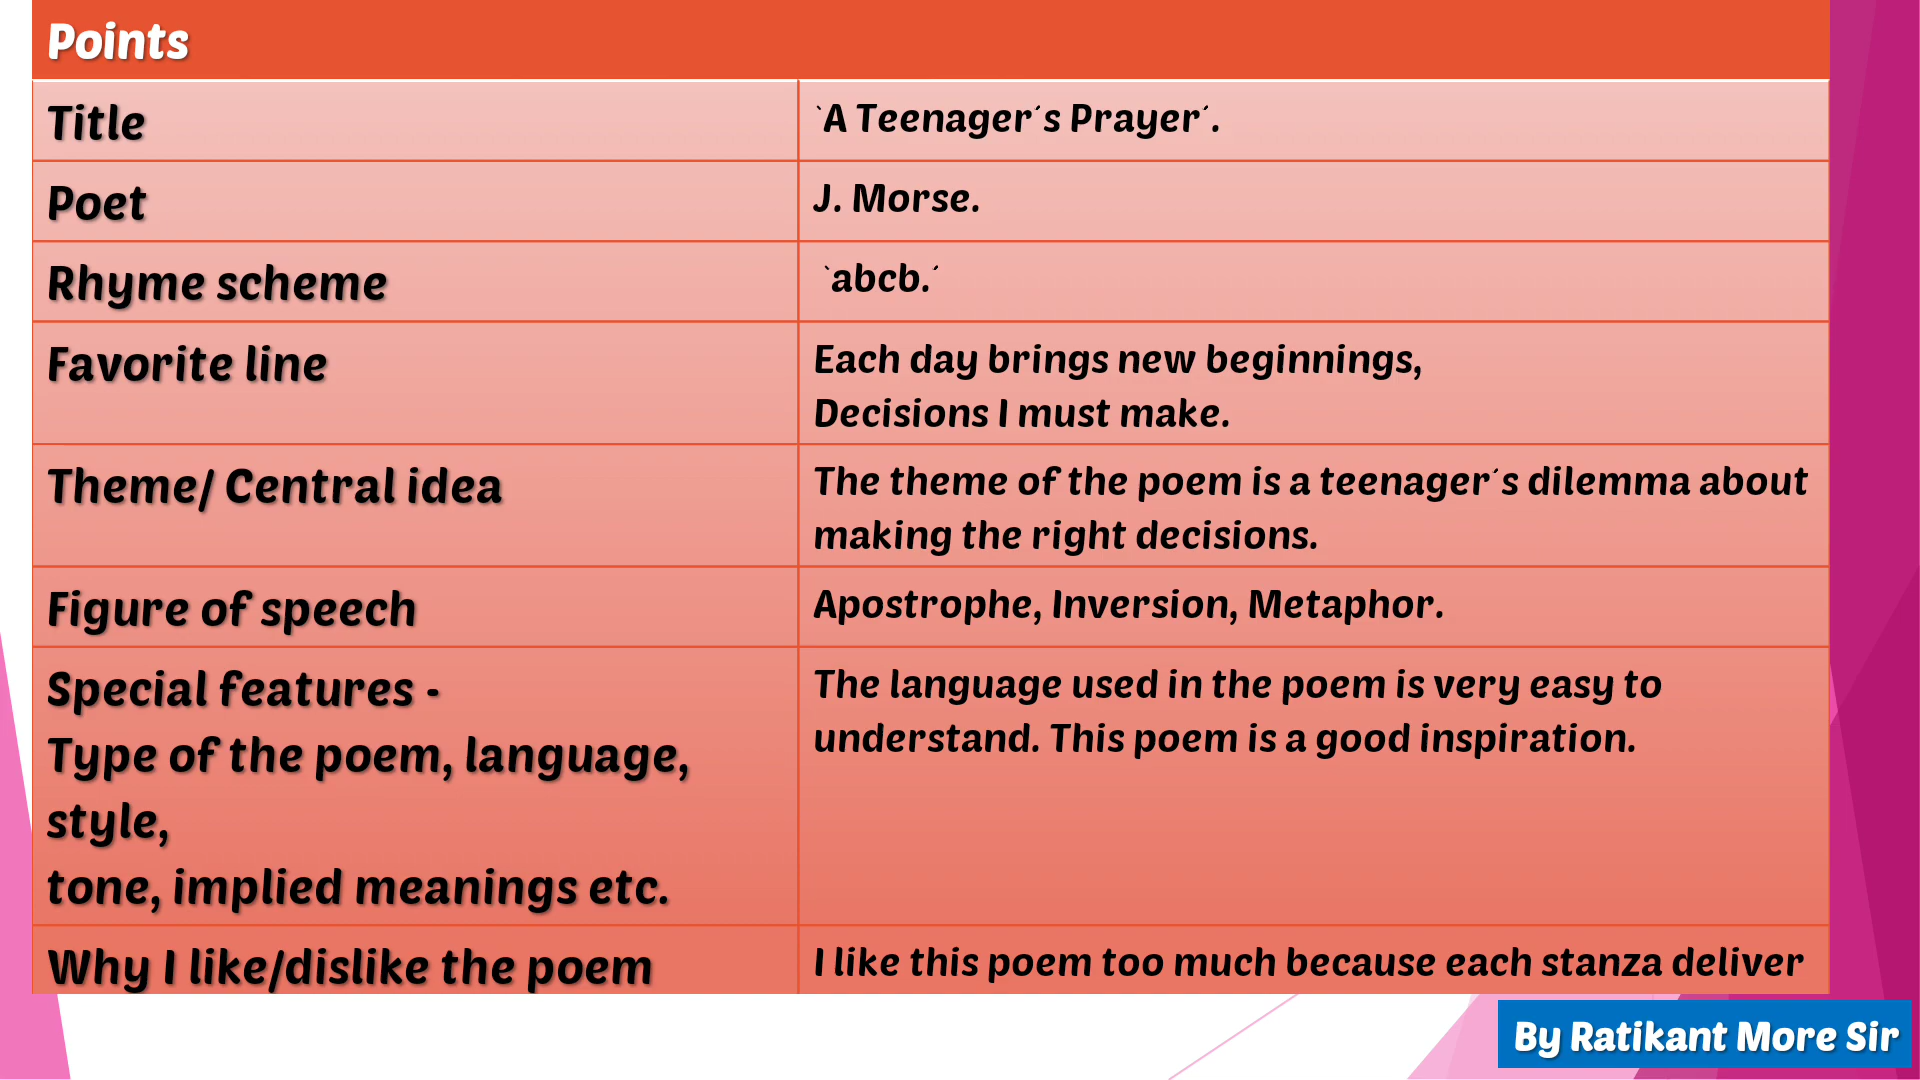 Points
Title
`A Teenager´s Prayer´.
Poet
J. Morse.
Rhyme scheme
`abcb.´
Favorite line
Each day brings new beginnings,
Decisions I must make.
Theme/ Central idea
The theme of the poem is a teenager´s dilemma about
making the right decisions.
Figure of speech
Apostrophe, Inversion, Metaphor.
Special features -
Type of the poem, language,
style,
tone, implied meanings etc.
The language used in the poem is very easy to
understand. This poem is a good inspiration.
Why I like/dislike the poem
I like this poem too much because each stanza deliver
By Ratikant More Sir